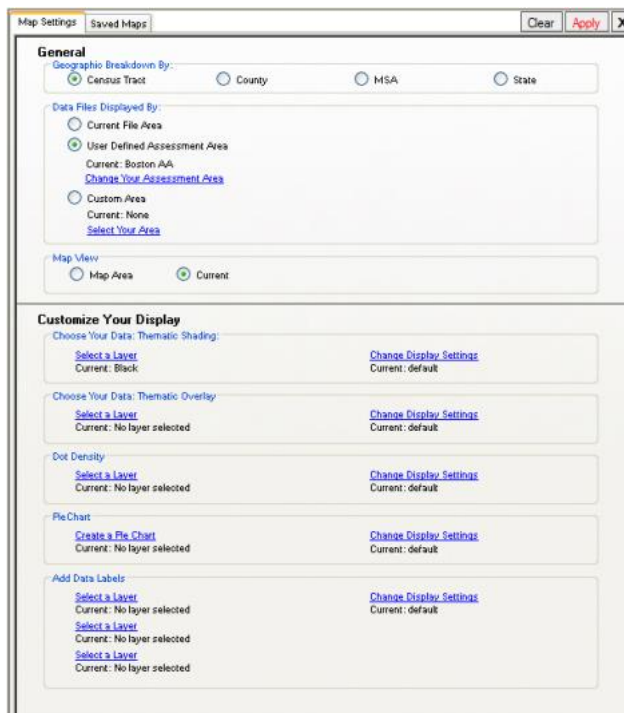 Map Settings Saved Maps Clear Apply X
General
Geographic Breakdown By:
Census Tract County MSA State
Data Files Displayed By:
Current File Area
User Defined Assessment Area
Current: Boston AA
Change Your Assessment Area
Custom Area
Current: None
Select Your Area
Map View
Map Area Current
Customize Your Display
Choose Your Data: Thematic Shading:
Select a Layer Change Display Settings
Current: Black Current: default
Choose Your Data: Thematic Overlay
Select a Layer Change Display Settings
Current: No layer selected Current: default
Dot Density
Select a Layer Change Display Settings
Current: No layer selected Current: default
PieChart
Create a Pie Chart Change Display Settings
Current: No layer selected Current: default
Add Data Labels
Select a Layer Change Display Settings
Current: No layer selected Current: default
Select a Layer
Current: No layer selected
Select a Layer
Current: No layer selected